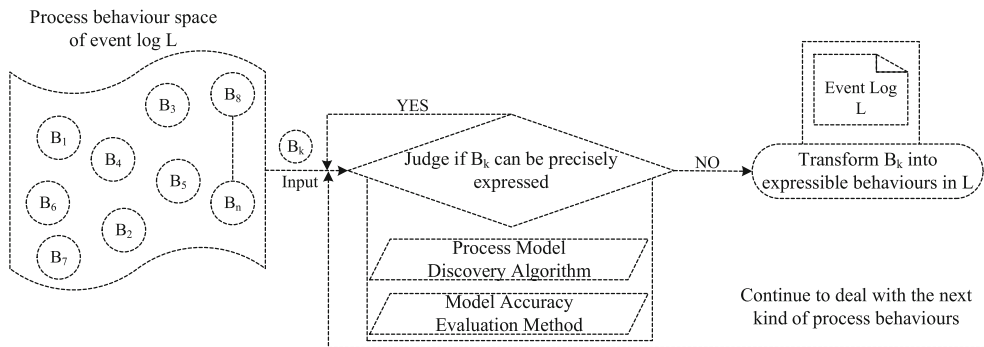 Process behaviour space
of event log L
B1
B2
B3
B4
B5
B6
B7
B8
Bn
Bk
Input
YES
Judge if Bk can be precisely
expressed
NO
Process Model
Discovery Algorithm
Model Accuracy
Evaluation Method
Event Log
L
Transform Bk into
expressible behaviours in L
Continue to deal with the next
kind of process behaviours